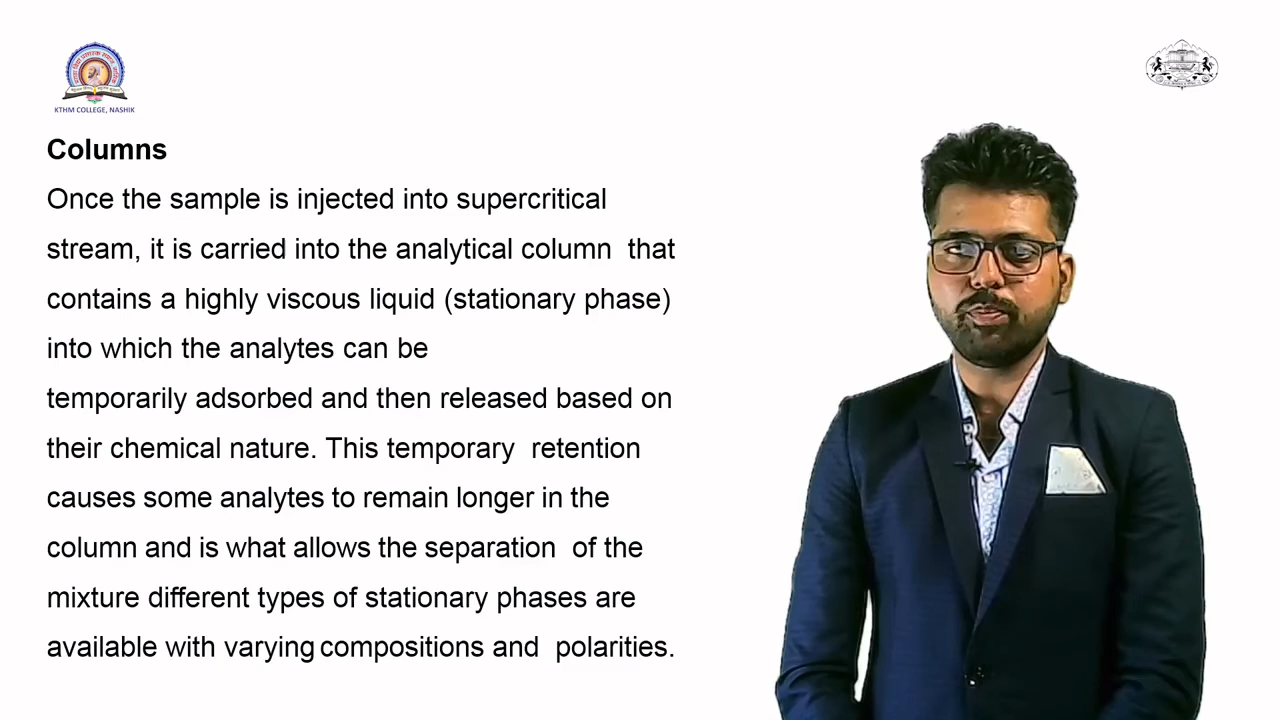 KTHM COLLEGE, NASHIK
Columns
Once the sample is injected into supercritical
stream, it is carried into the analytical column that
contains a highly viscous liquid (stationary phase)
into which the analytes can be
temporarily adsorbed and then released based on
their chemical nature. This temporary retention
causes some analytes to remain longer in the
column and is what allows the separation of the
mixture different types of stationary phases are
available with varying compositions and polarities.